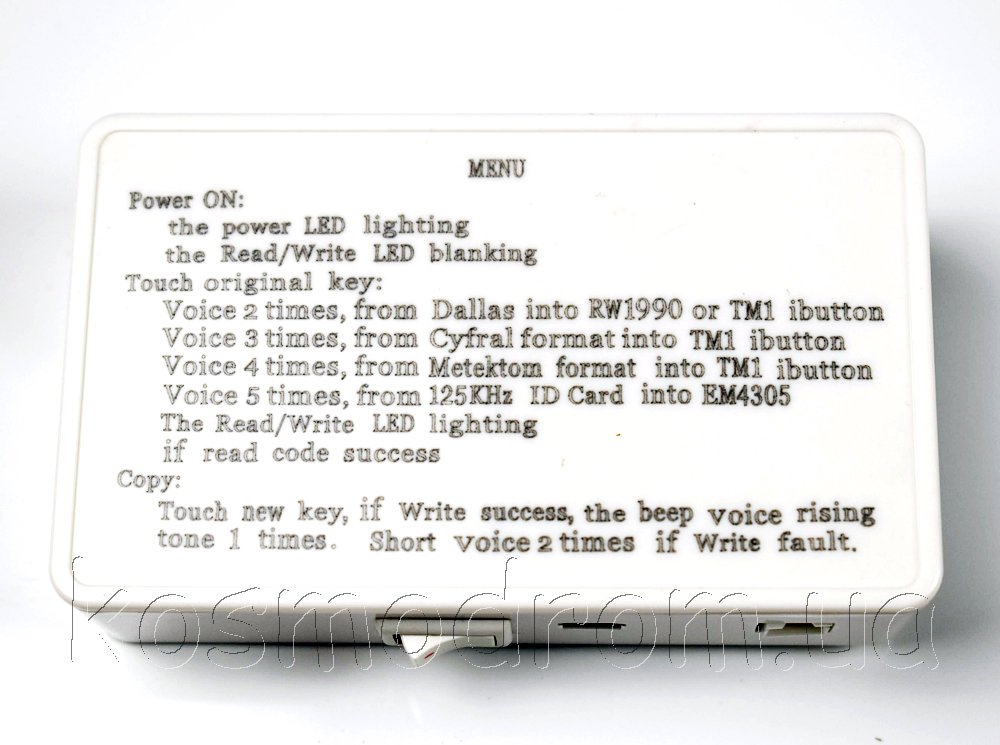 MENU
Power ON:
the power LED lighting
the Read/Write LED blanking
Touch original key:
Voice 2 times, from Dallas into RW1990 or TM1 ibutton
Voice 3 times, from Cyfral format into TM1 ibutton
Voice 4 times, from Metektom format into TM1 ibutton
Voice 5 times, from 125KHz ID Card into EM4305
The Read/Write LED lighting
if read code success
Copy:
Touch new key, if Write success, the beep voice rising
tone 1 times. Short voice 2 times if Write fault.
kosmodrom.ua